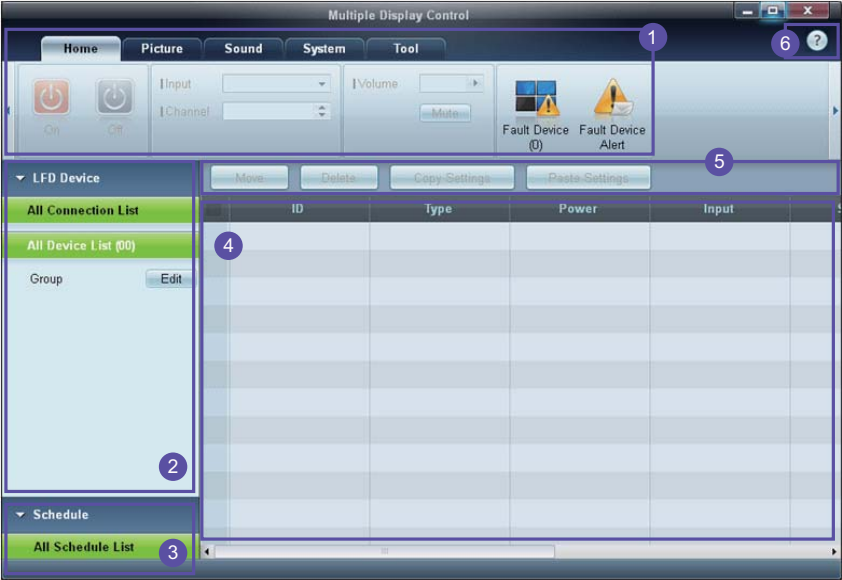 Multiple Display Control
1
6
?
Home Picture Sound System Tool
Input
Volume
Channel
Mute
On Off
Fault Device (0)
Fault Device Alert
5
LFD Device
Move Delete Copy Settings Paste Settings
All Connection List
ID Type Power Input S
All Device List (00)
4
Group Edit
2
Schedule
All Schedule List
3